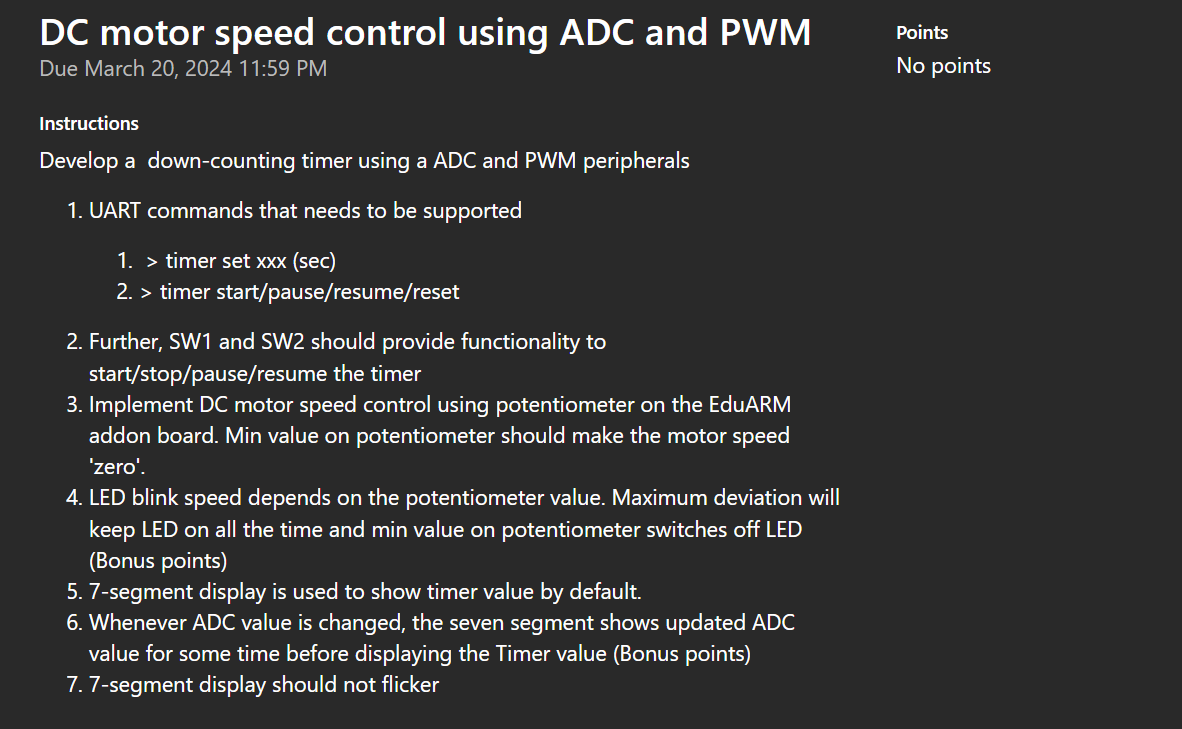 DC motor speed control using ADC and PWM
Due March 20, 2024 11:59 PM
Points
No points
Instructions
Develop a  down-counting timer using a ADC and PWM peripherals
1. UART commands that needs to be supported
1.  > timer set xxx (sec)
2. > timer start/pause/resume/reset
2. Further, SW1 and SW2 should provide functionality to
start/stop/pause/resume the timer
3. Implement DC motor speed control using potentiometer on the EduARM
addon board. Min value on potentiometer should make the motor speed
'zero'.
4. LED blink speed depends on the potentiometer value. Maximum deviation will
keep LED on all the time and min value on potentiometer switches off LED
(Bonus points)
5. 7-segment display is used to show timer value by default.
6. Whenever ADC value is changed, the seven segment shows updated ADC
value for some time before displaying the Timer value (Bonus points)
7. 7-segment display should not flicker